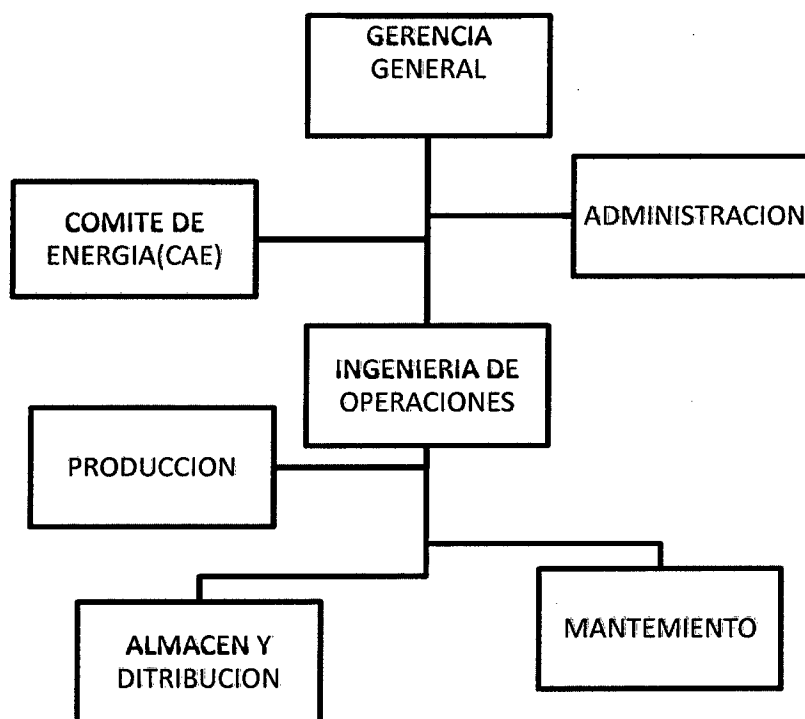 GERENCIA
GENERAL
ADMINISTRACION
COMITE DE
ENERGIA(CAE)
INGENIERIA DE
OPERACIONES
PRODUCCION
MANTEMIENTO
ALMACEN Y
DITRIBUCION